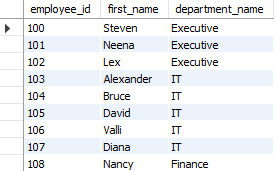 employee_id first_name department_name
100 Steven Executive
101 Neena Executive
102 Lex Executive
103 Alexander IT
104 Bruce IT
105 David IT
106 Valli IT
107 Diana IT
108 Nancy Finance